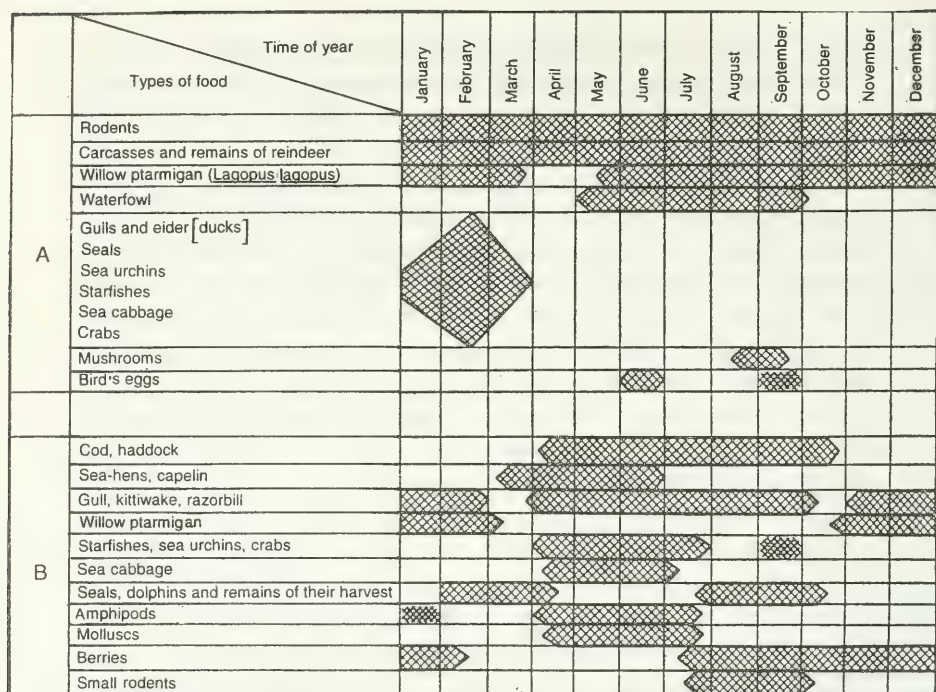 Time of year
Types of food
January
February
March
April
May
June
July
August
September
October
November
December
A
Rodents
Carcasses and remains of reindeer
Willow ptarmigan (Lagopus lagopus)
Waterfowl
Gulls and eider [ducks]
Seals
Sea urchins
Starfishes
Sea cabbage
Crabs
Mushrooms
Bird's eggs
B
Cod, haddock
Sea-hens, capelin
Gull, kittiwake, razorbill
Willow ptarmigan
Starfishes, sea urchins, crabs
Sea cabbage
Seals, dolphins and remains of their harvest
Amphipods
Molluscs
Berries
Small rodents